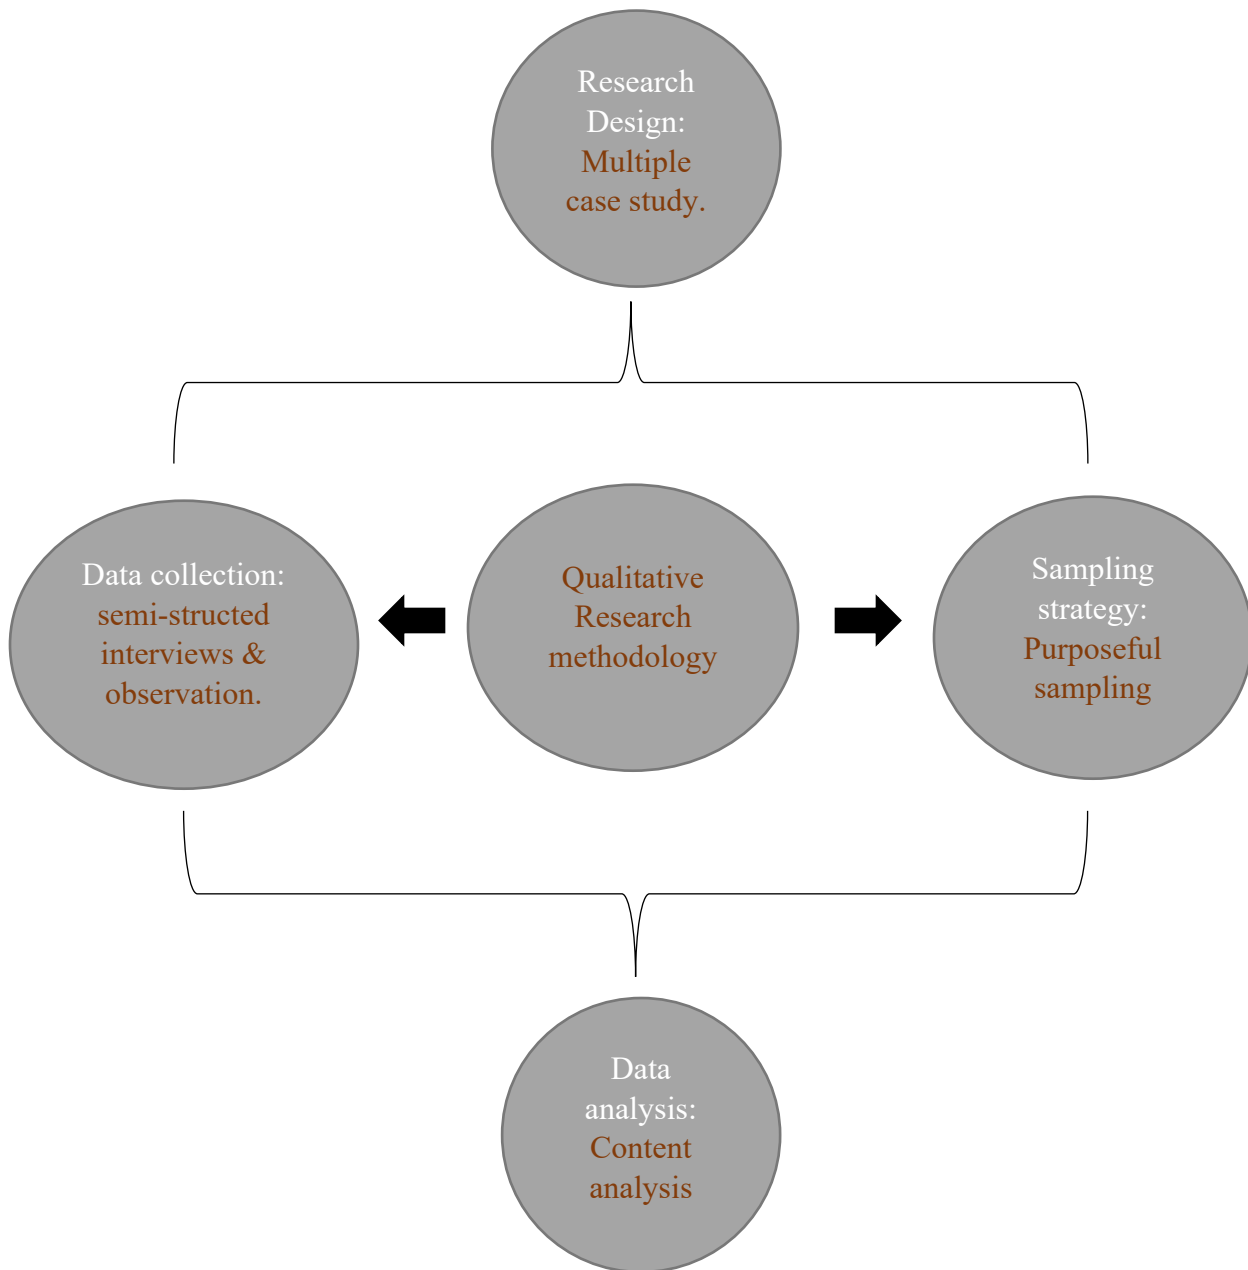 Research
Design:
Multiple
case study.
Data collection:
semi-structed
interviews &
observation.
Qualitative
Research
methodology
Sampling
strategy:
Purposeful
sampling
Data
analysis:
Content
analysis